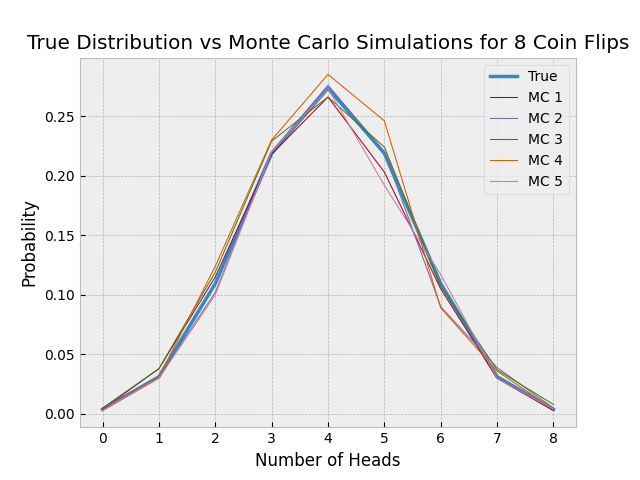 True Distribution vs Monte Carlo Simulations for 8 Coin Flips
True
MC 1
MC 2
MC 3
MC 4
MC 5
0.25
0.20
0.15
0.10
0.05
0.00
Probability
0 1 2 3 4 5 6 7 8
Number of Heads